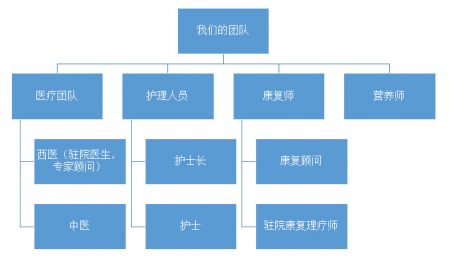 我们的团队
医疗团队
护理人员
康复师
营养师
西医（驻院医生，
专家顾问）
护士长
康复顾问
中医
护士
驻院康复理疗师